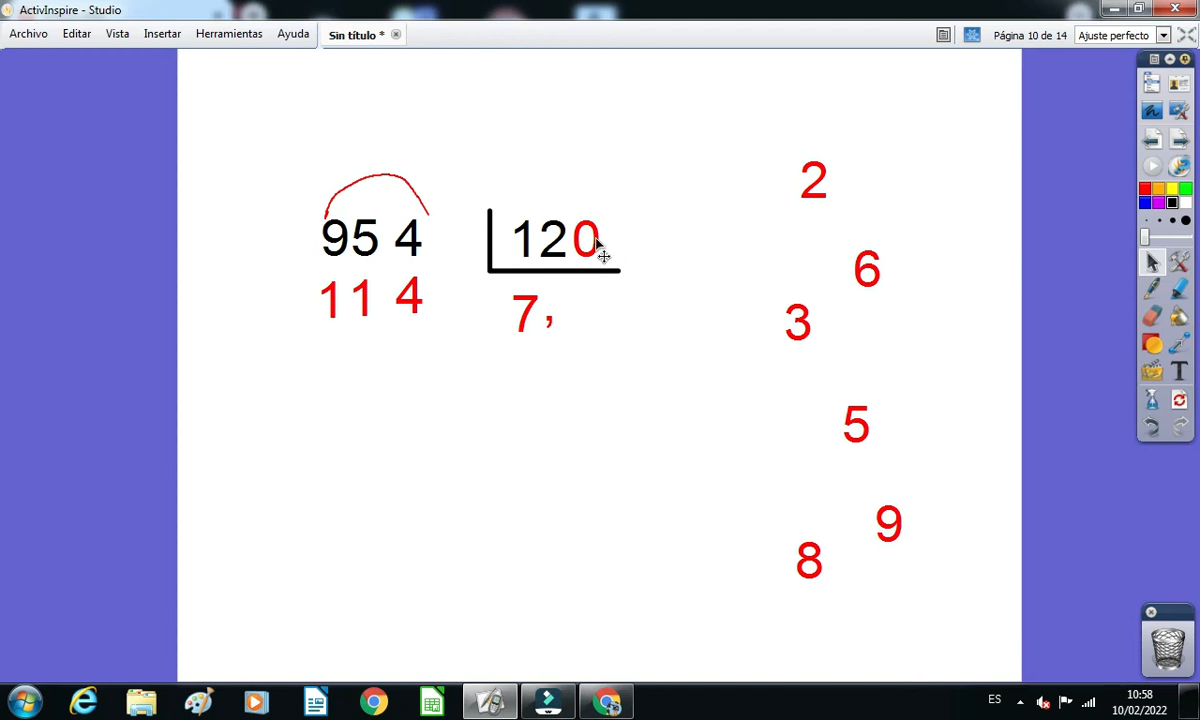 ActivInspire - Studio
Archivo Editar Vista Insertar Herramientas Ayuda Sin título * Página 10 de 14 Ajuste perfecto
2
95 4 120
6
11 4 7,
3
5
9
8
T
ES 10:58
10/02/2022